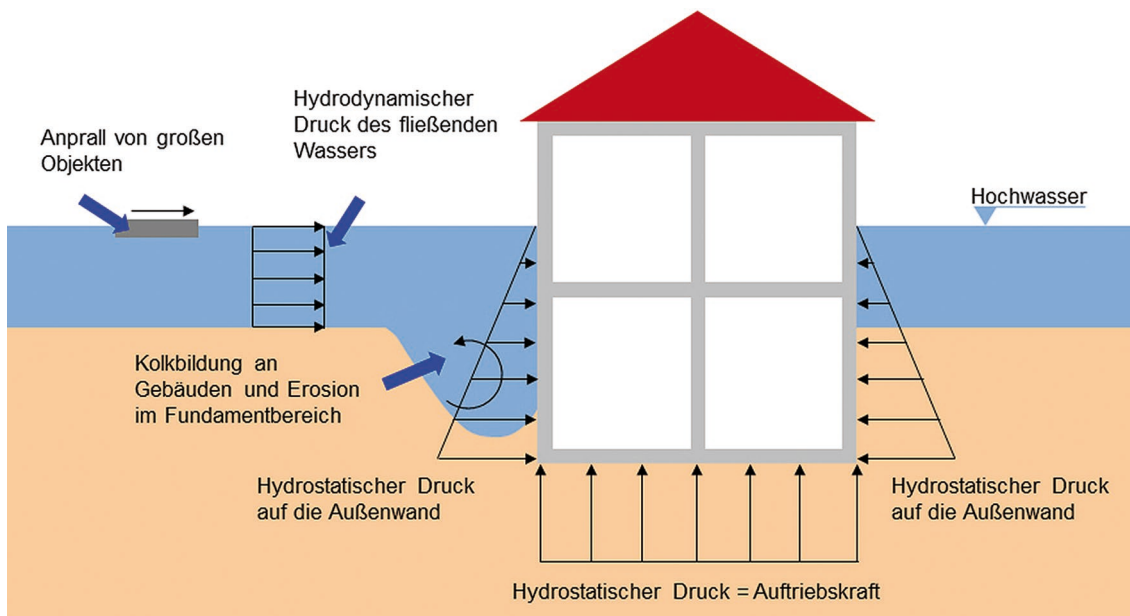 Hydrodynamischer
Druck des fließenden
Wassers
Anprall von großen
Objekten
Hochwasser
Kolkbildung an
Gebäuden und Erosion
im Fundamentbereich
Hydrostatischer Druck
auf die Außenwand
Hydrostatischer Druck
auf die Außenwand
Hydrostatischer Druck = Auftriebskraft